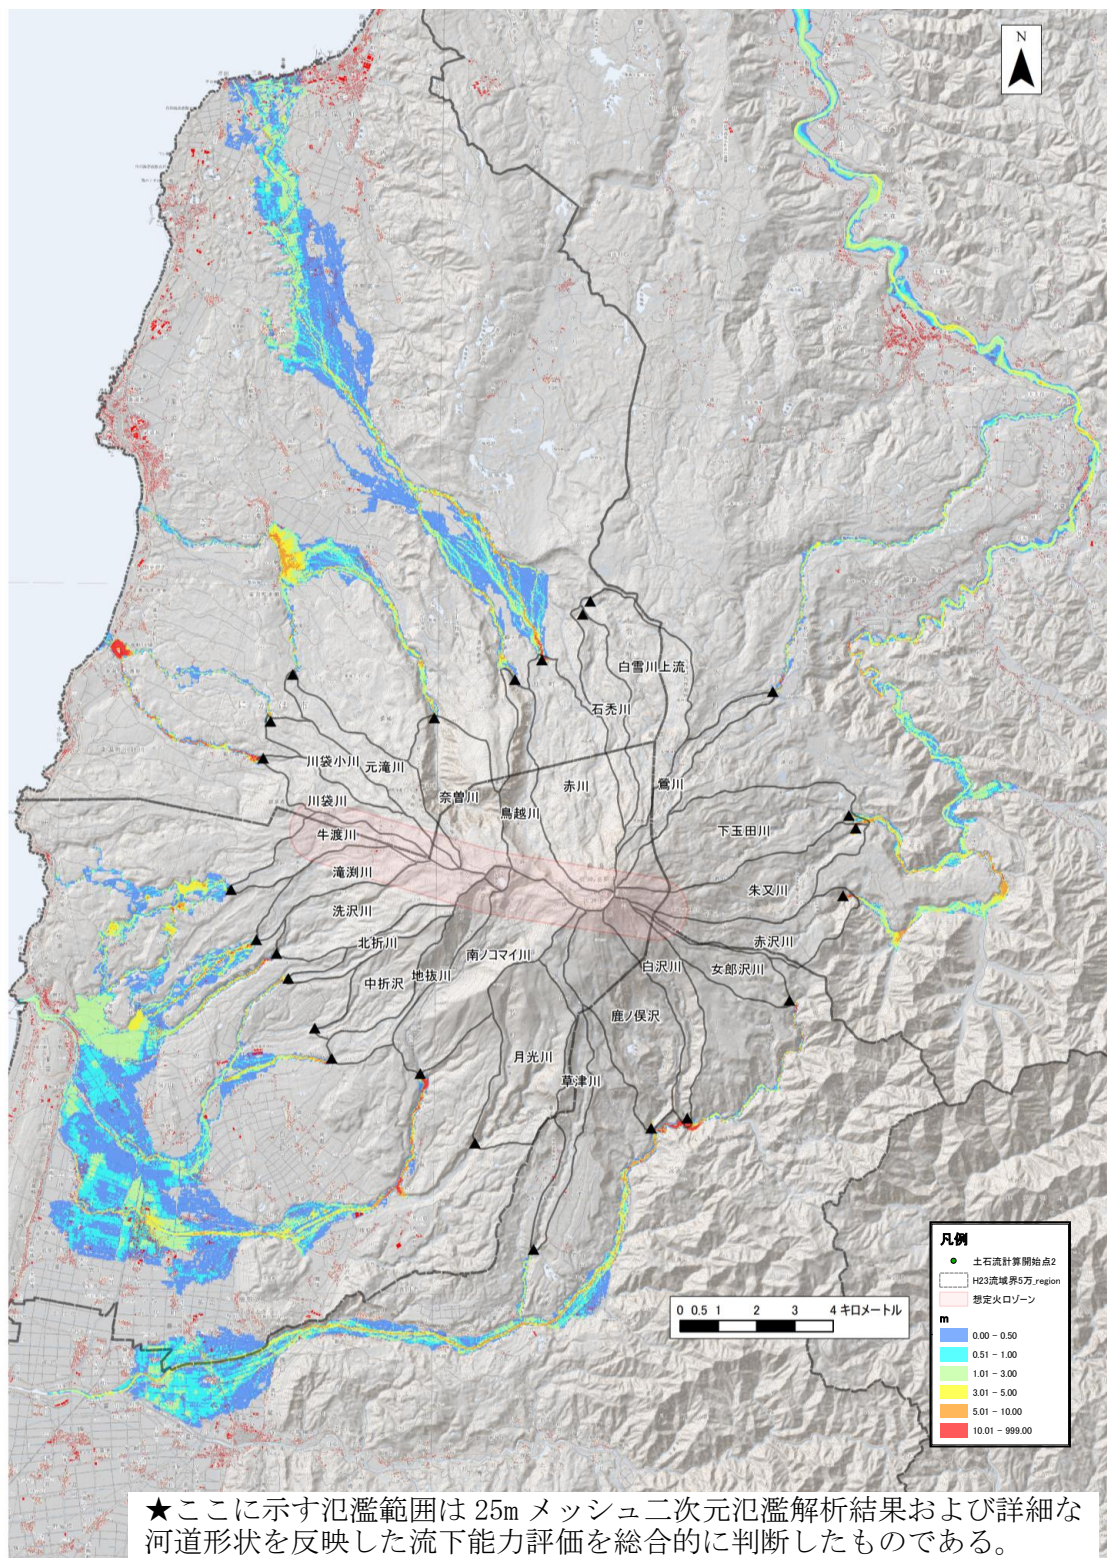 N
白雪川上流
石禿川
川袋小川
元滝川
赤川
鶯川
奈曽川
鳥越川
川袋川
牛渡川
下玉田川
滝渕川
朱又川
洗沢川
北折川
赤沢川
南ノコマイ川
白沢川
女郎沢川
地抜川
中折沢
鹿ノ俣沢
月光川
草津川
凡例
土石流計算開始点2
H23流域界5万_region
想定火口ゾーン
m
0.00 - 0.50
0.51 - 1.00
1.01 - 3.00
3.01 - 5.00
5.01 - 10.00
10.01 - 999.00
0 0.5 1 2 3 4 キロメートル
★ここに示す氾濫範囲は 25m メッシュ二次元氾濫解析結果および詳細な
河道形状を反映した流下能力評価を総合的に判断したものである。